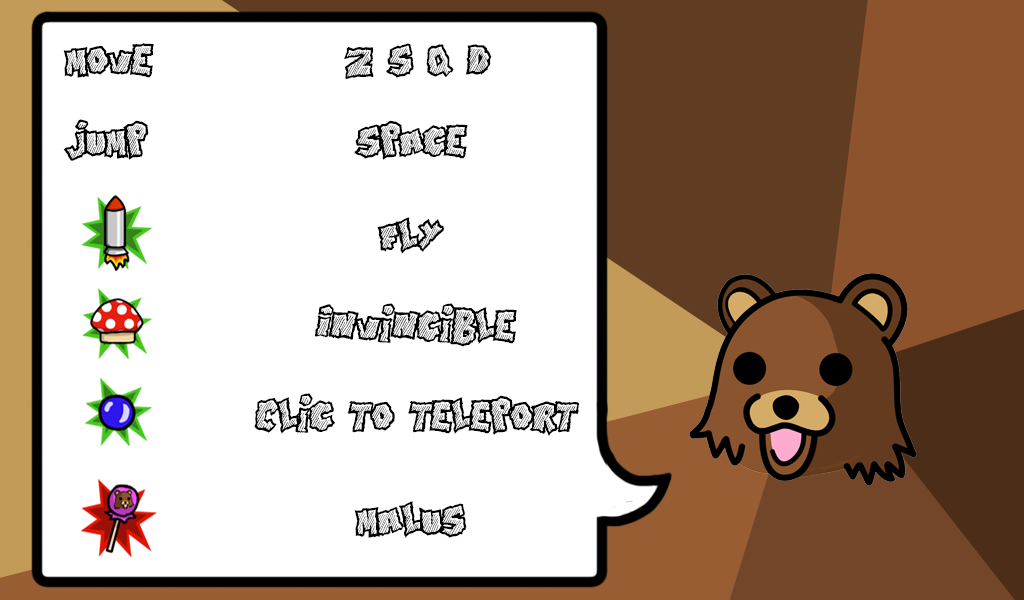 MOVE Z S Q D
JUMP SPACE
FLY
INVINCIBLE
CLIC TO TELEPORT
MALUS